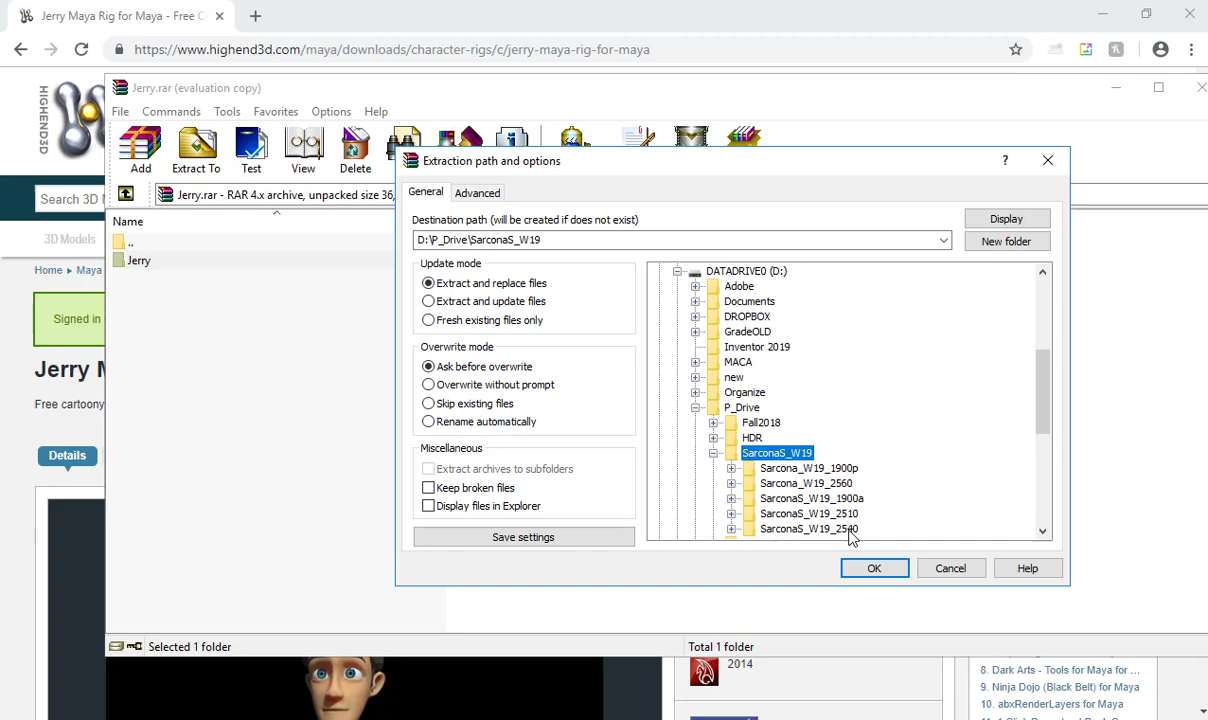 Jerry Maya Rig for Maya - Free C
https://www.highend3d.com/maya/downloads/character-rigs/c/jerry-maya-rig-for-maya
HIGHEND3D
Jerry.rar (evaluation copy)
File Commands Tools Favorites Options Help
Add Extract To Test View Delete
Search 3D
Jerry.rar - RAR 4.x archive, unpacked size 36,
3D Models
Home Maya
Signed in
Jerry
Free cartoony
Details
Name
..
Jerry
Extraction path and options
General Advanced
Destination path (will be created if does not exist)
D:\P_Drive\SarconaS_W19
Display
New folder
Update mode
Extract and replace files
Extract and update files
Fresh existing files only
Overwrite mode
Ask before overwrite
Overwrite without prompt
Skip existing files
Rename automatically
Miscellaneous
Extract archives to subfolders
Keep broken files
Display files in Explorer
Save settings
DATADRIVE0 (D:)
Adobe
Documents
DROPBOX
GradeOLD
Inventor 2019
MACA
new
Organize
P_Drive
Fall2018
HDR
SarconaS_W19
Sarcona_W19_1900p
Sarcona_W19_2560
SarconaS_W19_1900a
SarconaS_W19_2510
SarconaS_W19_2540
OK Cancel Help
Selected 1 folder
Total 1 folder
2014
8. Dark Arts - Tools for Maya for ...
9. Ninja Dojo (Black Belt) for Maya
10. abxRenderLayers for Maya